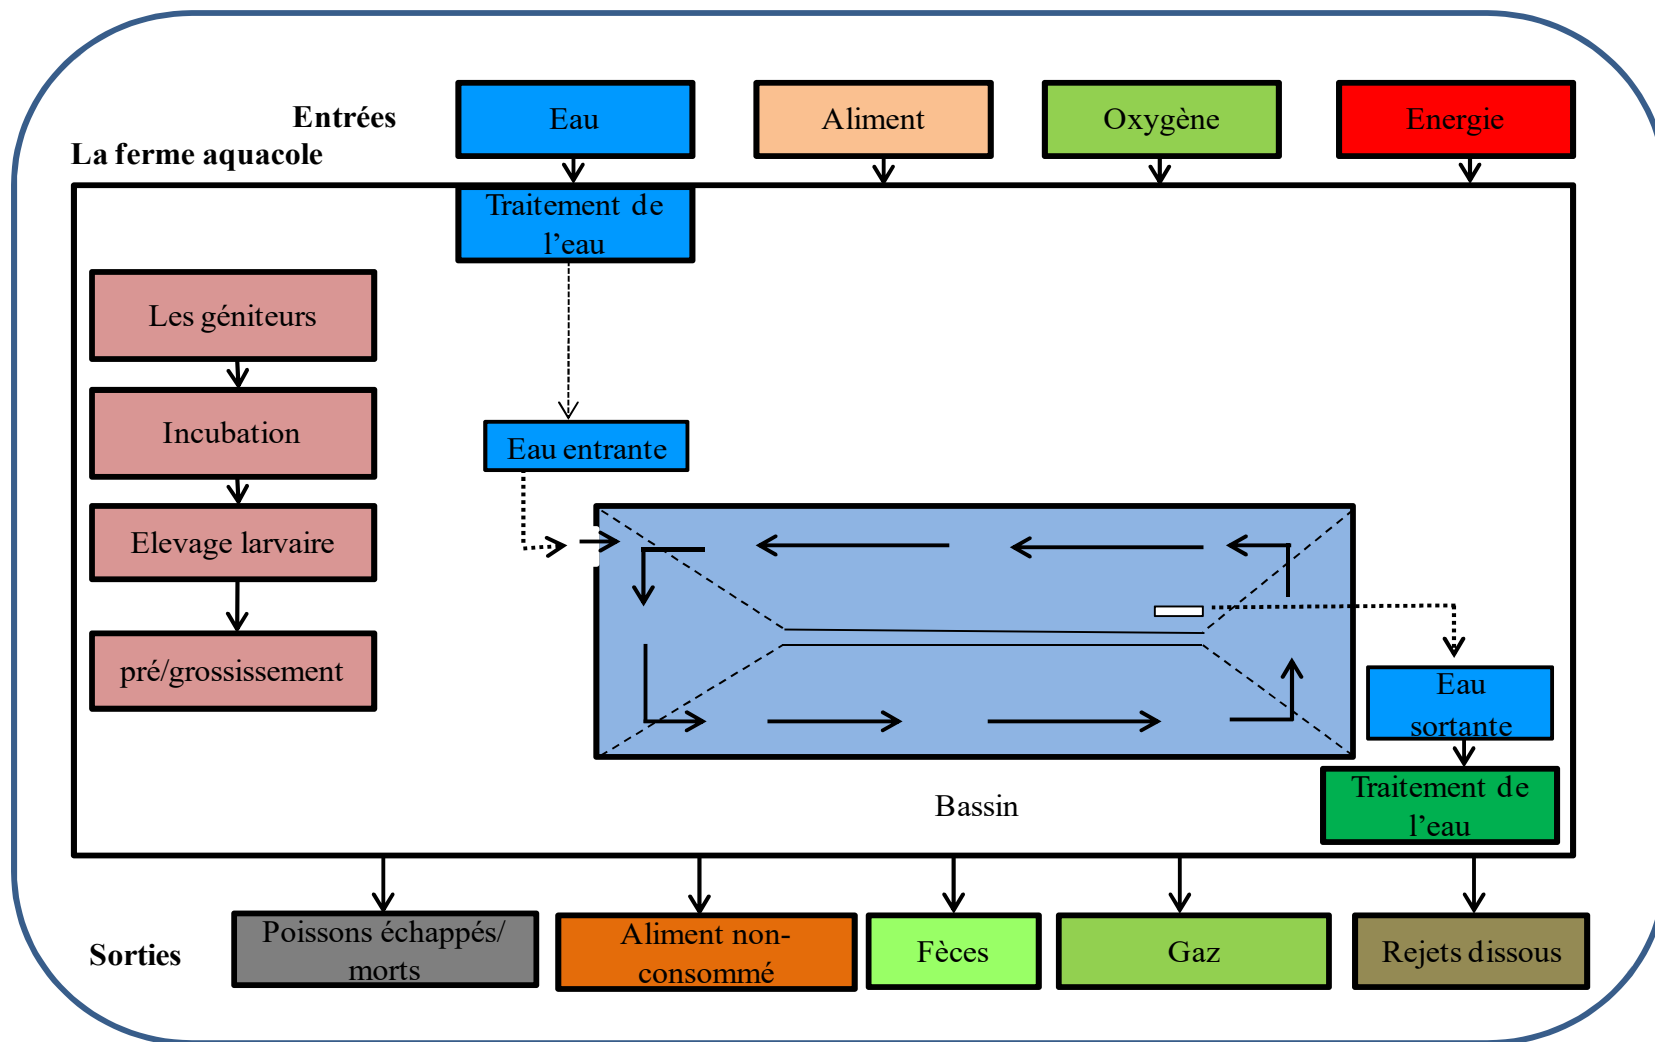 Entrées
Eau
Aliment
Oxygène
Energie
La ferme aquacole
Traitement de
l’eau
Les géniteurs
Incubation
Elevage larvaire
pré/grossissement
Eau entrante
Eau
sortante
Traitement de
l’eau
Bassin
Sorties
Poissons échappés/
morts
Aliment non-
consommé
Fèces
Gaz
Rejets dissous